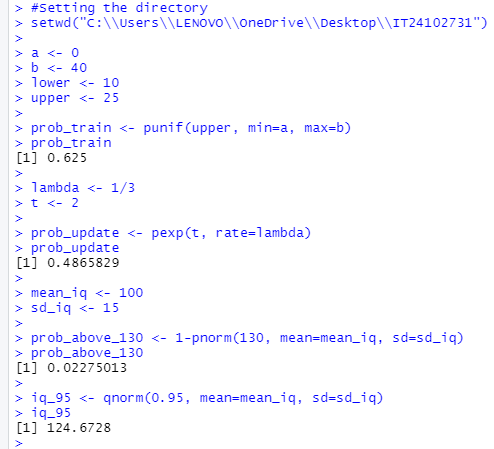 > #Setting the directory
> setwd("C:\\Users\\LENOVO\\OneDrive\\Desktop\\IT24102731")
>
> a <- 0
> b <- 40
> lower <- 10
> upper <- 25
>
> prob_train <- punif(upper, min=a, max=b)
> prob_train
[1] 0.625
>
> lambda <- 1/3
> t <- 2
>
> prob_update <- pexp(t, rate=lambda)
> prob_update
[1] 0.4865829
>
> mean_iq <- 100
> sd_iq <- 15
>
> prob_above_130 <- 1-pnorm(130, mean=mean_iq, sd=sd_iq)
> prob_above_130
[1] 0.02275013
>
> iq_95 <- qnorm(0.95, mean=mean_iq, sd=sd_iq)
> iq_95
[1] 124.6728
>